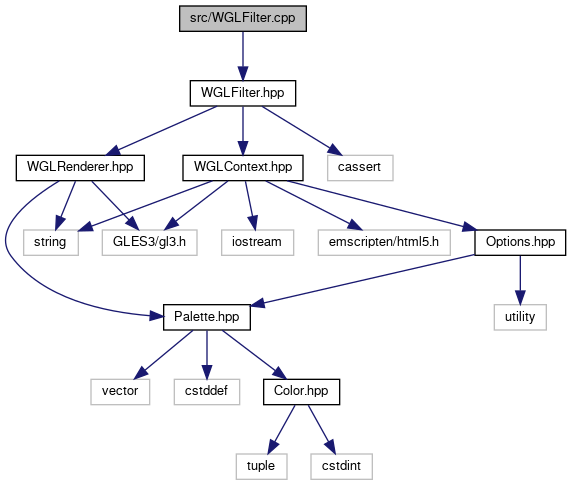 src/WGLFilter.cpp
WGLFilter.hpp
WGLRenderer.hpp
WGLContext.hpp
cassert
string
GLES3/gl3.h
iostream
emscripten/html5.h
Options.hpp
Palette.hpp
utility
vector
cstddef
Color.hpp
tuple
cstdint